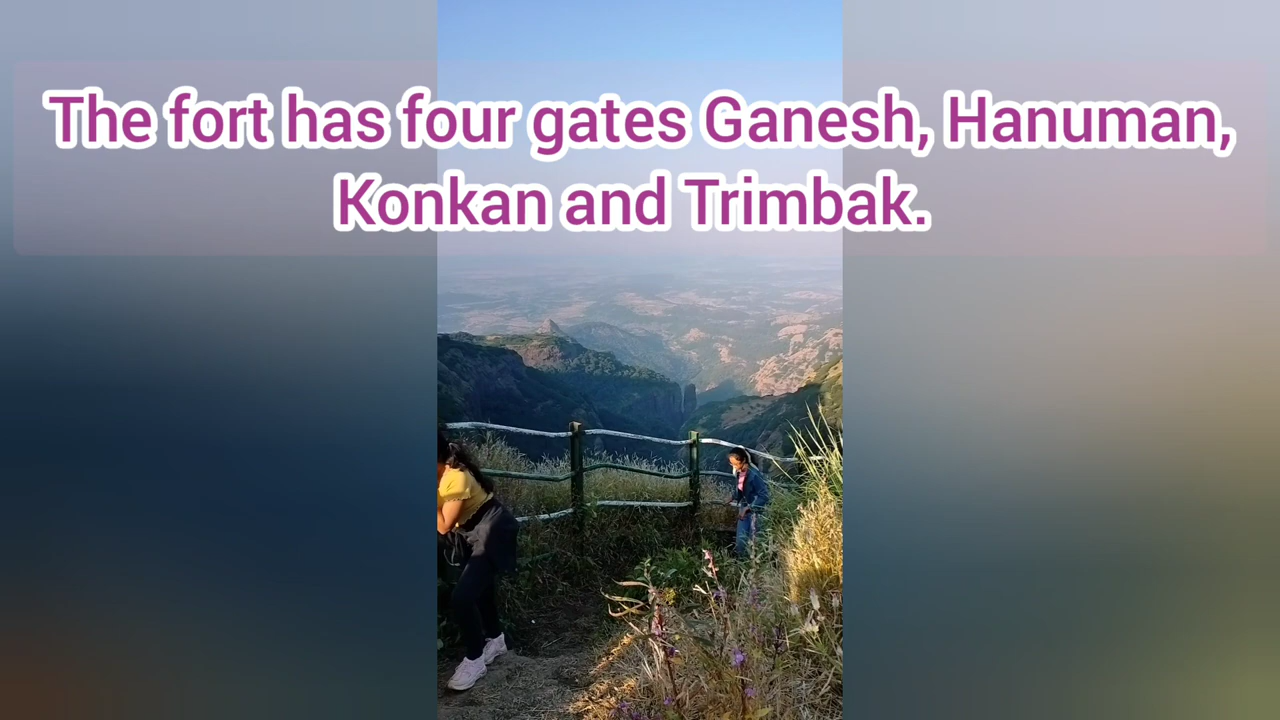 The fort has four gates Ganesh, Hanuman,
Konkan and Trimbak.